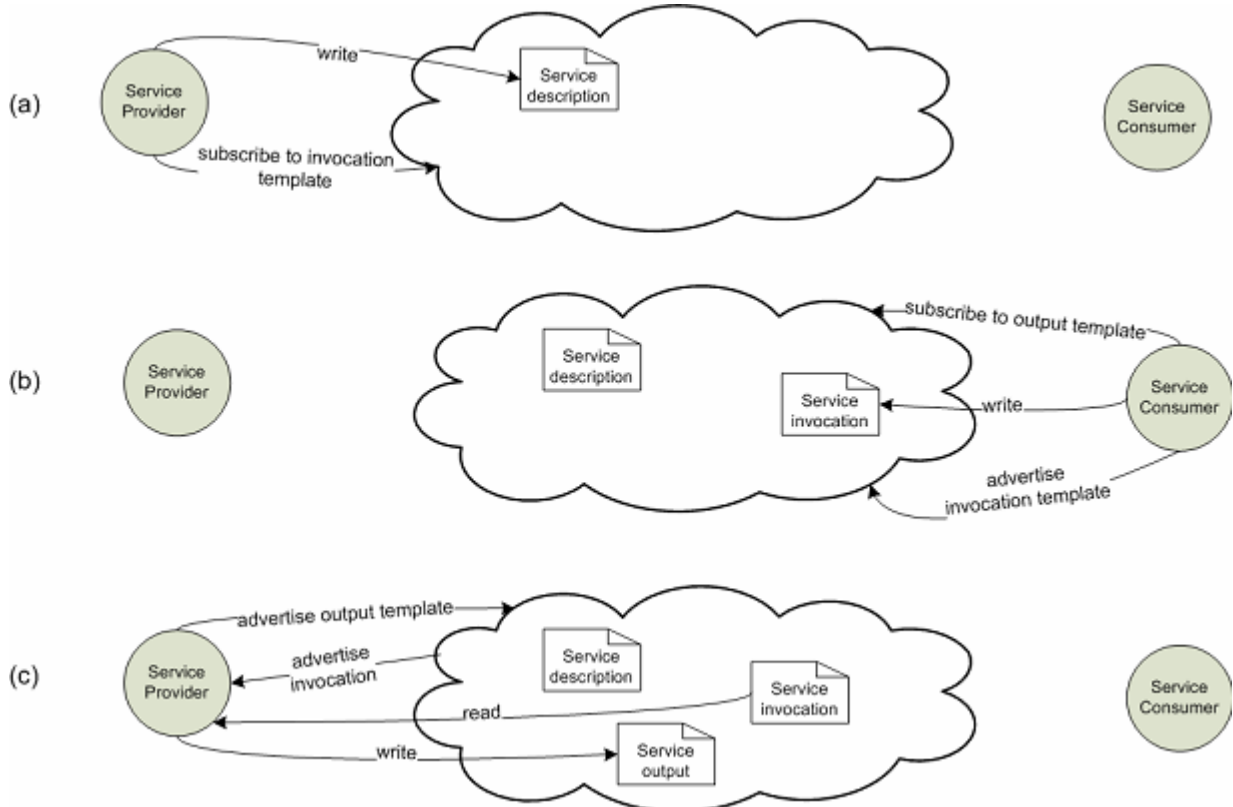 (a)
Service
Provider
write
Service
description
subscribe to invocation
template
Service
Consumer
(b)
Service
Provider
Service
description
Service
invocation
subscribe to output template
write
advertise
invocation template
Service
Consumer
(c)
Service
Provider
advertise output template
advertise
invocation
read
write
Service
description
Service
invocation
Service
output
Service
Consumer